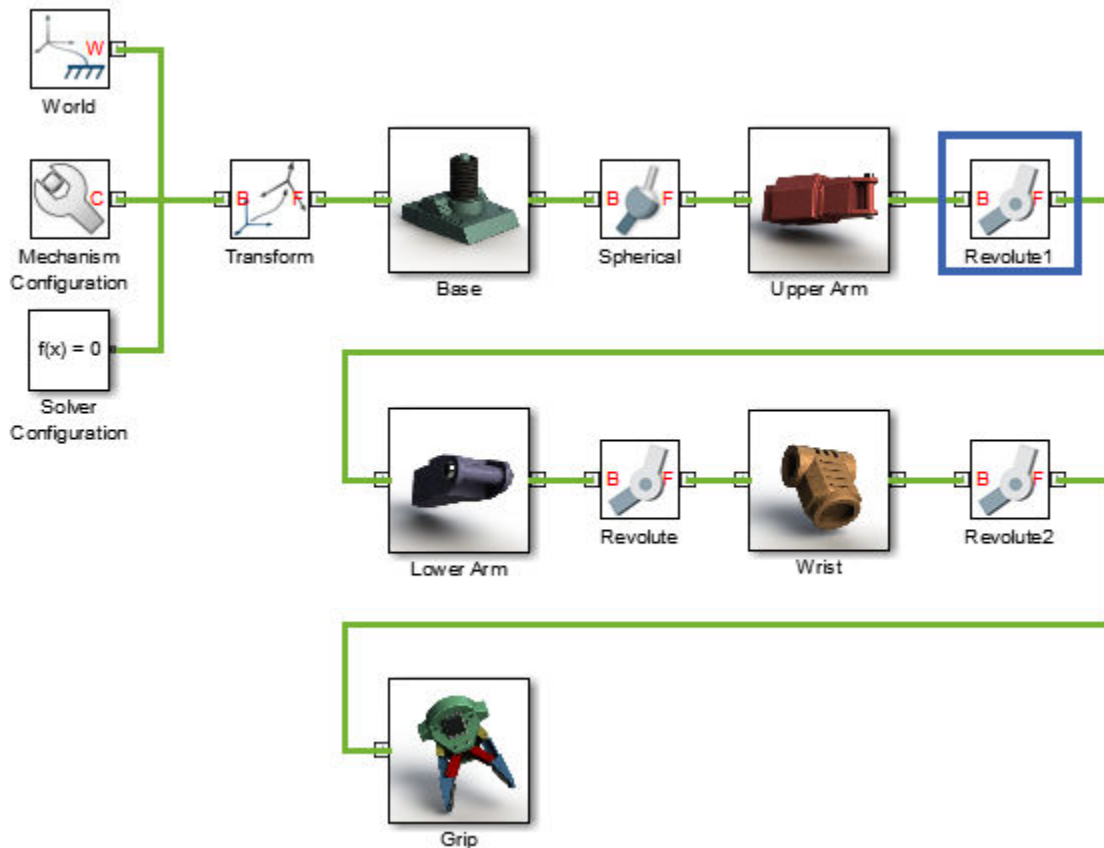 W
World
C
Mechanism
Configuration
f(x) = 0
Solver
Configuration
B F
Transform
Base
B F
Spherical
Upper Arm
B F
Revolute1
Lower Arm
B F
Revolute
Wrist
B F
Revolute2
Grip